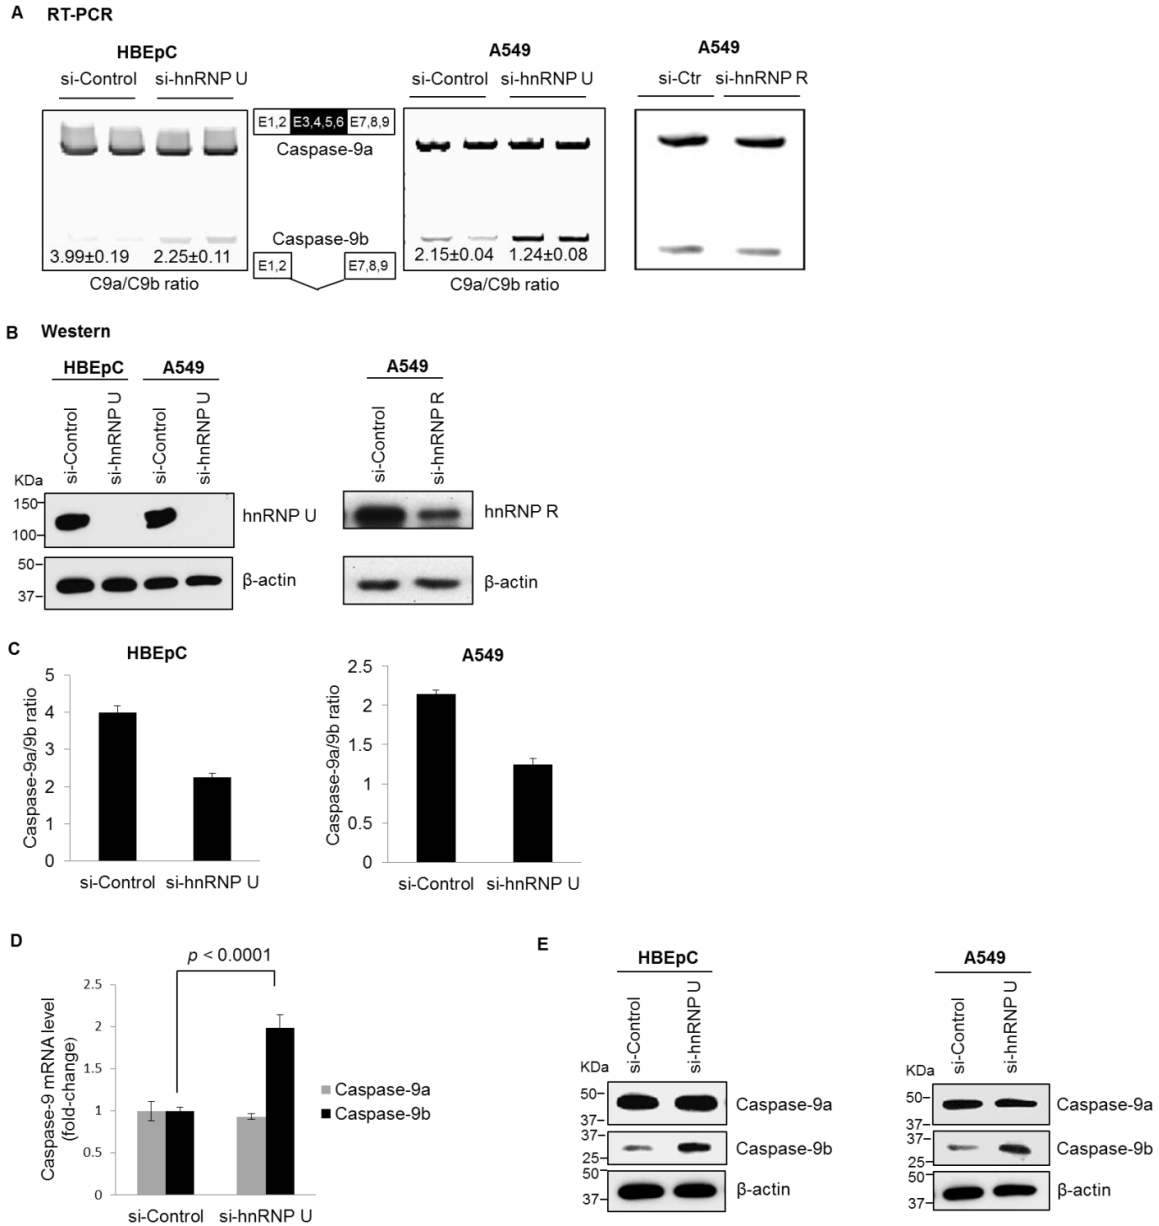 A RT-PCR
HBEpC
si-Control si-hnRNP U
E1,2 E3,4,5,6 E7,8,9
Caspase-9a
Caspase-9b
E1,2 E7,8,9
3.99±0.19 2.25±0.11
C9a/C9b ratio
A549
si-Control si-hnRNP U
2.15±0.04 1.24±0.08
C9a/C9b ratio
A549
si-Ctr si-hnRNP R
B Western
HBEpC A549
si-Control
si-hnRNP U
si-Control
si-hnRNP U
KDa
150
100
hnRNP U
50
37
β-actin
A549
si-Control
si-hnRNP R
hnRNP R
β-actin
C
HBEpC
Caspase-9a/9b ratio
5
4
3
2
1
0
si-Control si-hnRNP U
A549
Caspase-9a/9b ratio
2.5
2
1.5
1
0.5
0
si-Control si-hnRNP U
D
p < 0.0001
Caspase-9 mRNA level
(fold-change)
2.5
2
1.5
1
0.5
0
si-Control si-hnRNP U
Caspase-9a
Caspase-9b
E
HBEpC
si-Control
si-hnRNP U
KDa
50
37
Caspase-9a
37
25
Caspase-9b
50
37
β-actin
A549
si-Control
si-hnRNP U
KDa
50
37
Caspase-9a
37
25
Caspase-9b
50
37
β-actin